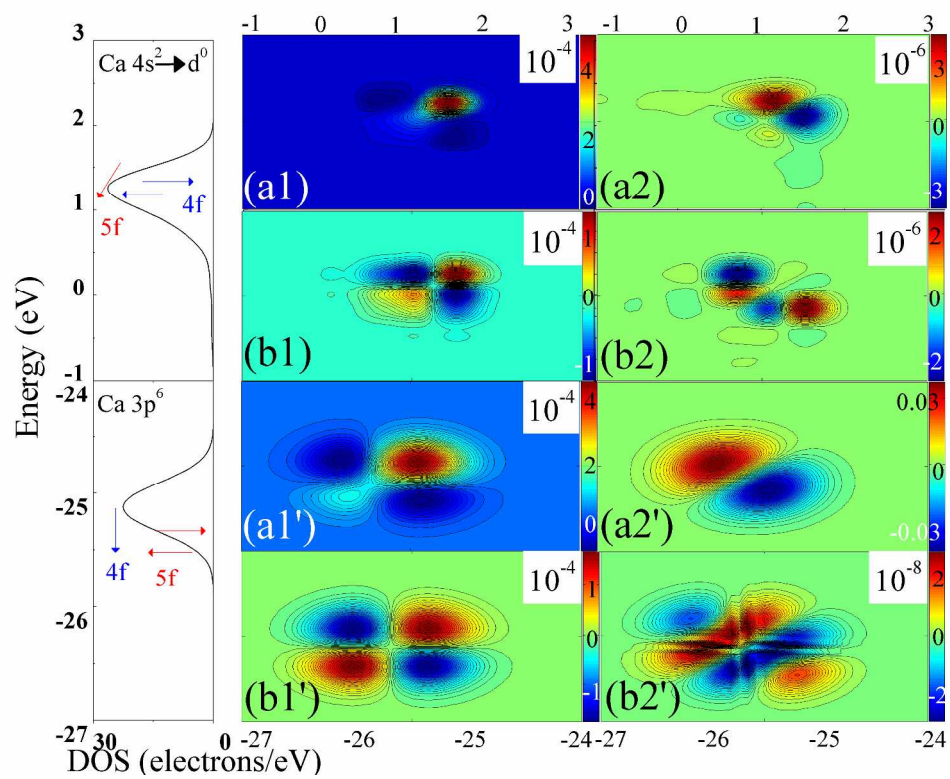 -1 0 1 2 3 -1 0 1 2 3
3
Ca 4s² → d⁰
2
1
0
-1
4f
5f
10⁻⁴
4
2
0
(a1)
10⁻⁶
3
0
-3
(a2)
10⁻⁴
1
0
-1
(b1)
10⁻⁶
2
0
-2
(b2)
Energy (eV)
-24
Ca 3p⁶
-25
4f
5f
-26
-27
10⁻⁴
4
2
0
(a1')
0.03
-0.03
(a2')
10⁻⁴
1
0
-1
(b1')
10⁻⁸
2
0
-2
(b2')
30 0
DOS (electrons/eV)
-27 -26 -25 -24
-27 -26 -25 -24